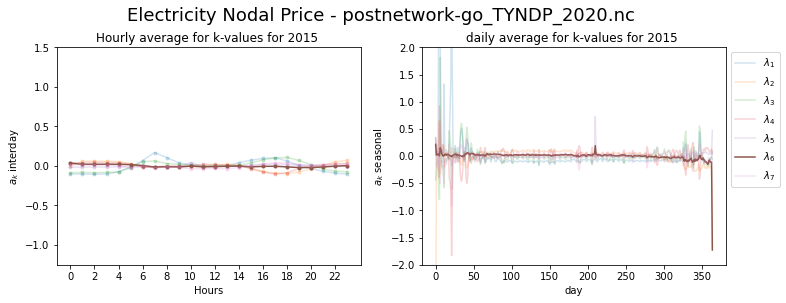 Electricity Nodal Price - postnetwork-go_TYNDP_2020.nc
Hourly average for k-values for 2015
1.5
1.0
0.5
0.0
−0.5
−1.0
a_k interday
0 2 4 6 8 10 12 14 16 18 20 22
Hours
daily average for k-values for 2015
2.0
1.5
1.0
0.5
0.0
−0.5
−1.0
−1.5
−2.0
a_k seasonal
0 50 100 150 200 250 300 350
day
λ₁
λ₂
λ₃
λ₄
λ₅
λ₆
λ₇